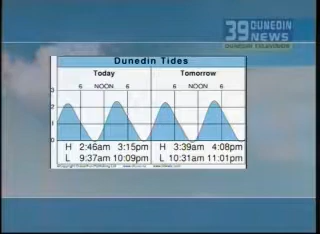 39 DUNEDIN NEWS
DUNEDIN TELEVISION
Dunedin Tides
Today Tomorrow
6 NOON 6 6 NOON 6
3
2
1
0
H 2:46am 3:15pm H 3:39am 4:08pm
L 9:37am 10:09pm L 10:31am 11:01pm